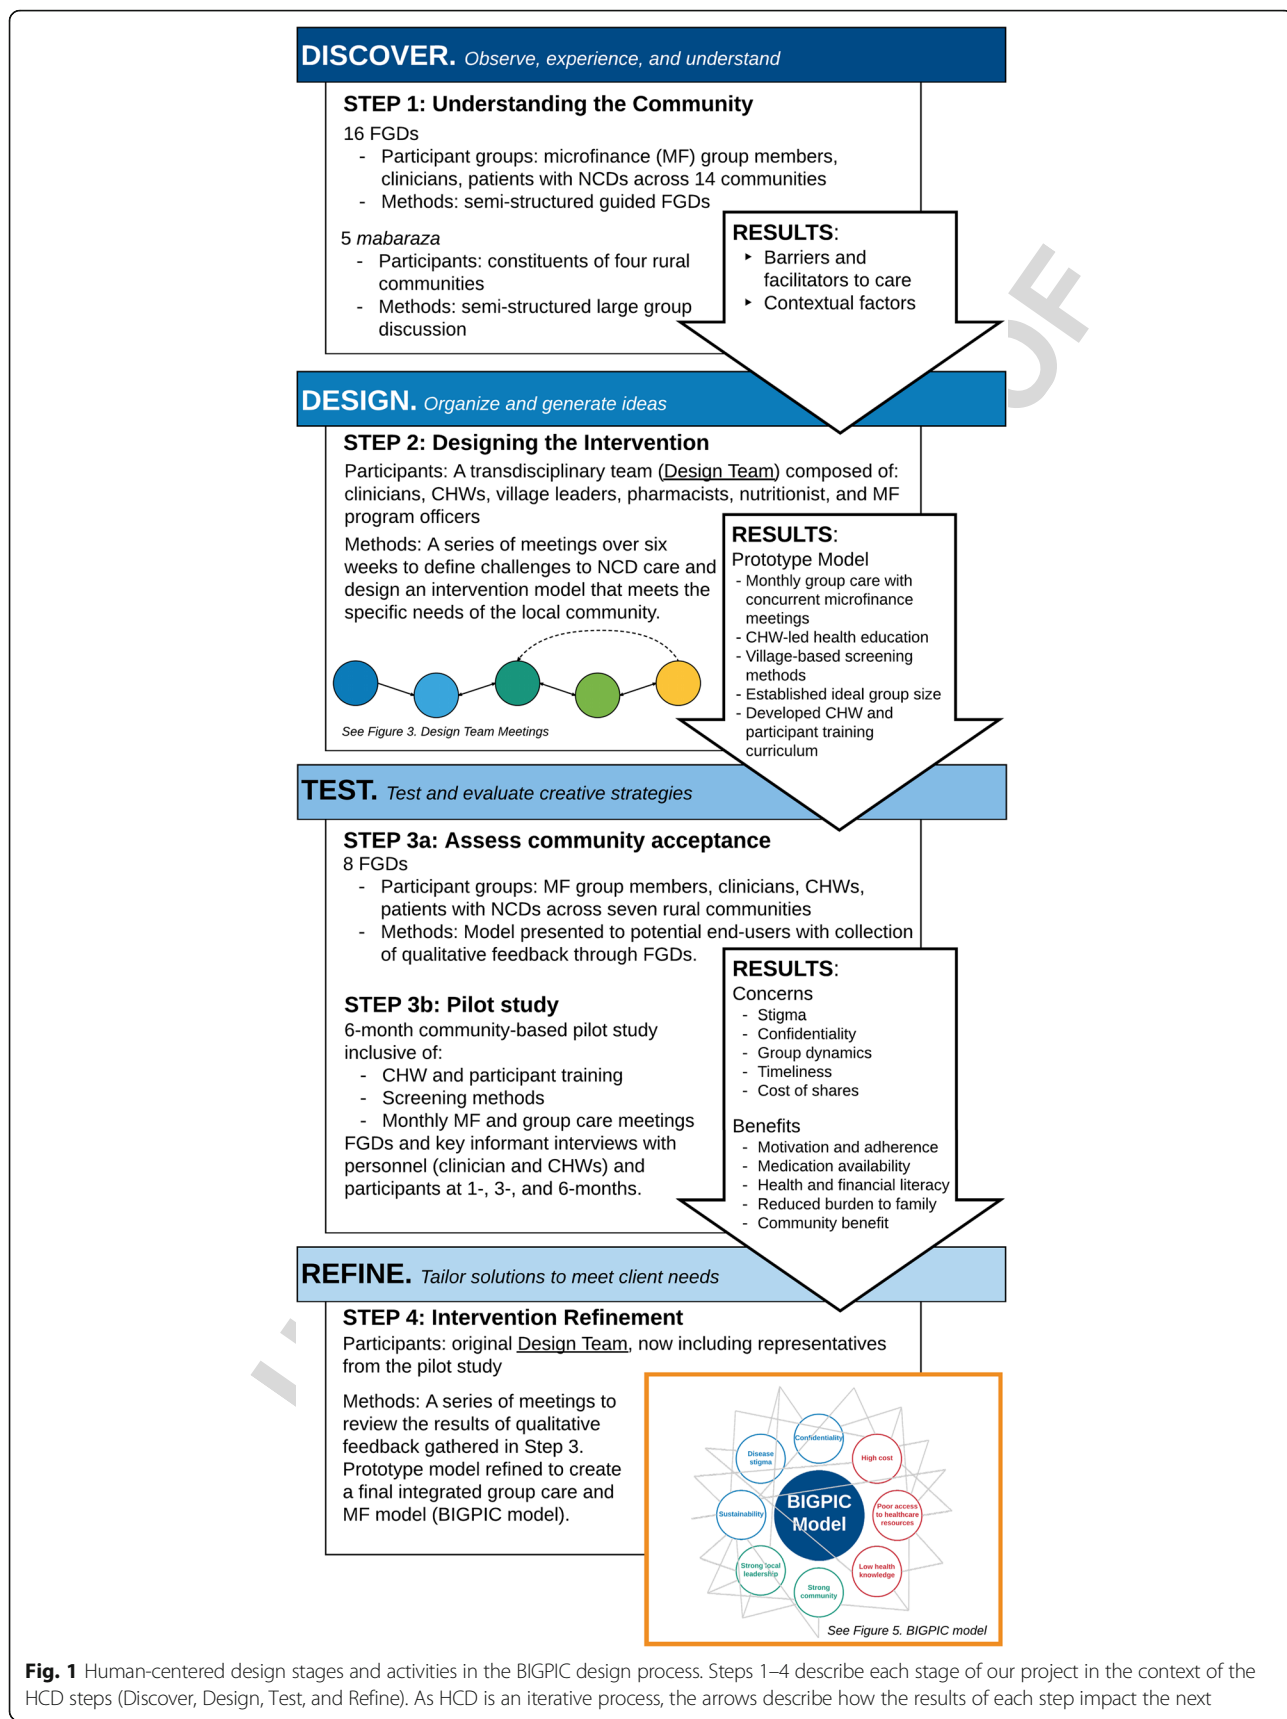 DISCOVER. Observe, experience, and understand
STEP 1: Understanding the Community
16 FGDs
- Participant groups: microfinance (MF) group members,
clinicians, patients with NCDs across 14 communities
- Methods: semi-structured guided FGDs
5 mabaraza
- Participants: constituents of four rural
communities
- Methods: semi-structured large group
discussion
RESULTS:
‣ Barriers and
facilitators to care
‣ Contextual factors
DESIGN. Organize and generate ideas
STEP 2: Designing the Intervention
Participants: A transdisciplinary team (Design Team) composed of:
clinicians, CHWs, village leaders, pharmacists, nutritionist, and MF
program officers
Methods: A series of meetings over six
weeks to define challenges to NCD care and
design an intervention model that meets the
specific needs of the local community.
See Figure 3. Design Team Meetings
RESULTS:
Prototype Model
- Monthly group care with
concurrent microfinance
meetings
- CHW-led health education
- Village-based screening
methods
- Established ideal group size
- Developed CHW and
participant training
curriculum
TEST. Test and evaluate creative strategies
STEP 3a: Assess community acceptance
8 FGDs
- Participant groups: MF group members, clinicians, CHWs,
patients with NCDs across seven rural communities
- Methods: Model presented to potential end-users with collection
of qualitative feedback through FGDs.
STEP 3b: Pilot study
6-month community-based pilot study
inclusive of:
- CHW and participant training
- Screening methods
- Monthly MF and group care meetings
FGDs and key informant interviews with
personnel (clinician and CHWs) and
participants at 1-, 3-, and 6-months.
RESULTS:
Concerns
- Stigma
- Confidentiality
- Group dynamics
- Timeliness
- Cost of shares
Benefits
- Motivation and adherence
- Medication availability
- Health and financial literacy
- Reduced burden to family
- Community benefit
REFINE. Tailor solutions to meet client needs
STEP 4: Intervention Refinement
Participants: original Design Team, now including representatives
from the pilot study
Methods: A series of meetings to
review the results of qualitative
feedback gathered in Step 3.
Prototype model refined to create
a final integrated group care and
MF model (BIGPIC model).
Confidentiality
Disease
stigma
High cost
BIGPIC
Model
Sustainability
Poor access
to healthcare
resources
Strong local
leadership
Low health
knowledge
Strong
community
See Figure 5. BIGPIC model
OF
Fig. 1 Human-centered design stages and activities in the BIGPIC design process. Steps 1–4 describe each stage of our project in the context of the
HCD steps (Discover, Design, Test, and Refine). As HCD is an iterative process, the arrows describe how the results of each step impact the next